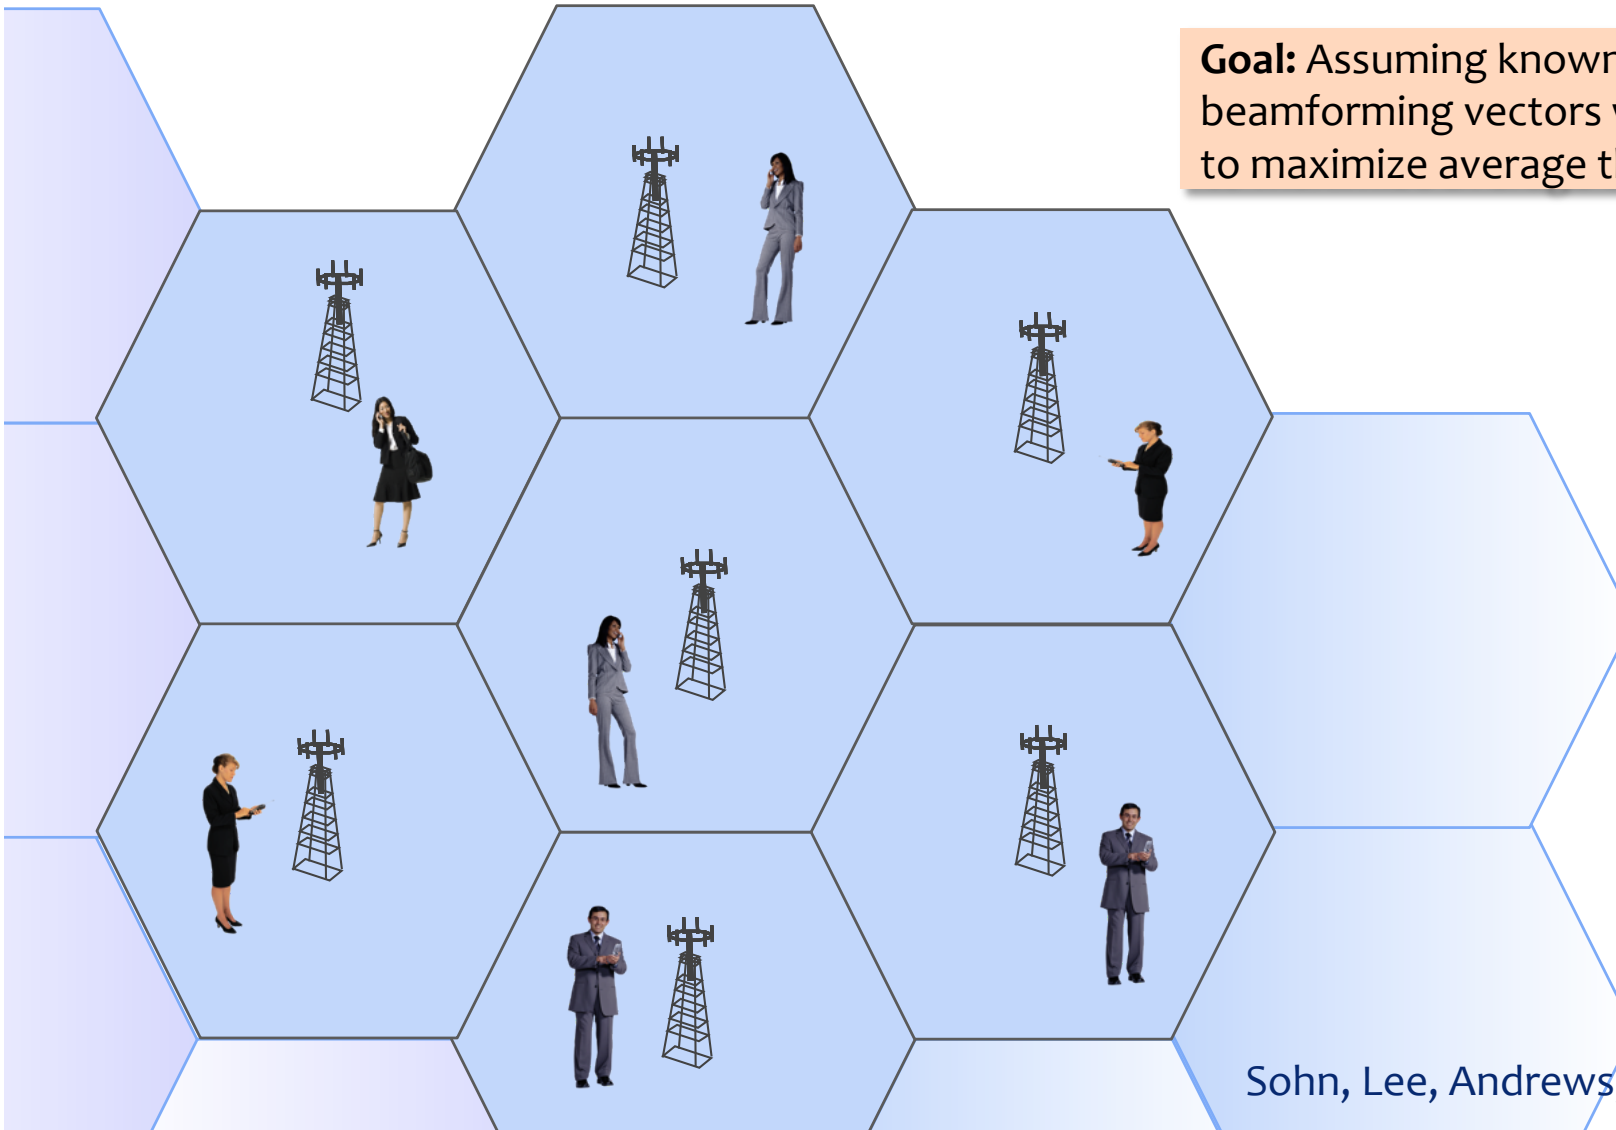 Goal: Assuming known
beamforming vectors
to maximize average
Sohn, Lee, Andrews